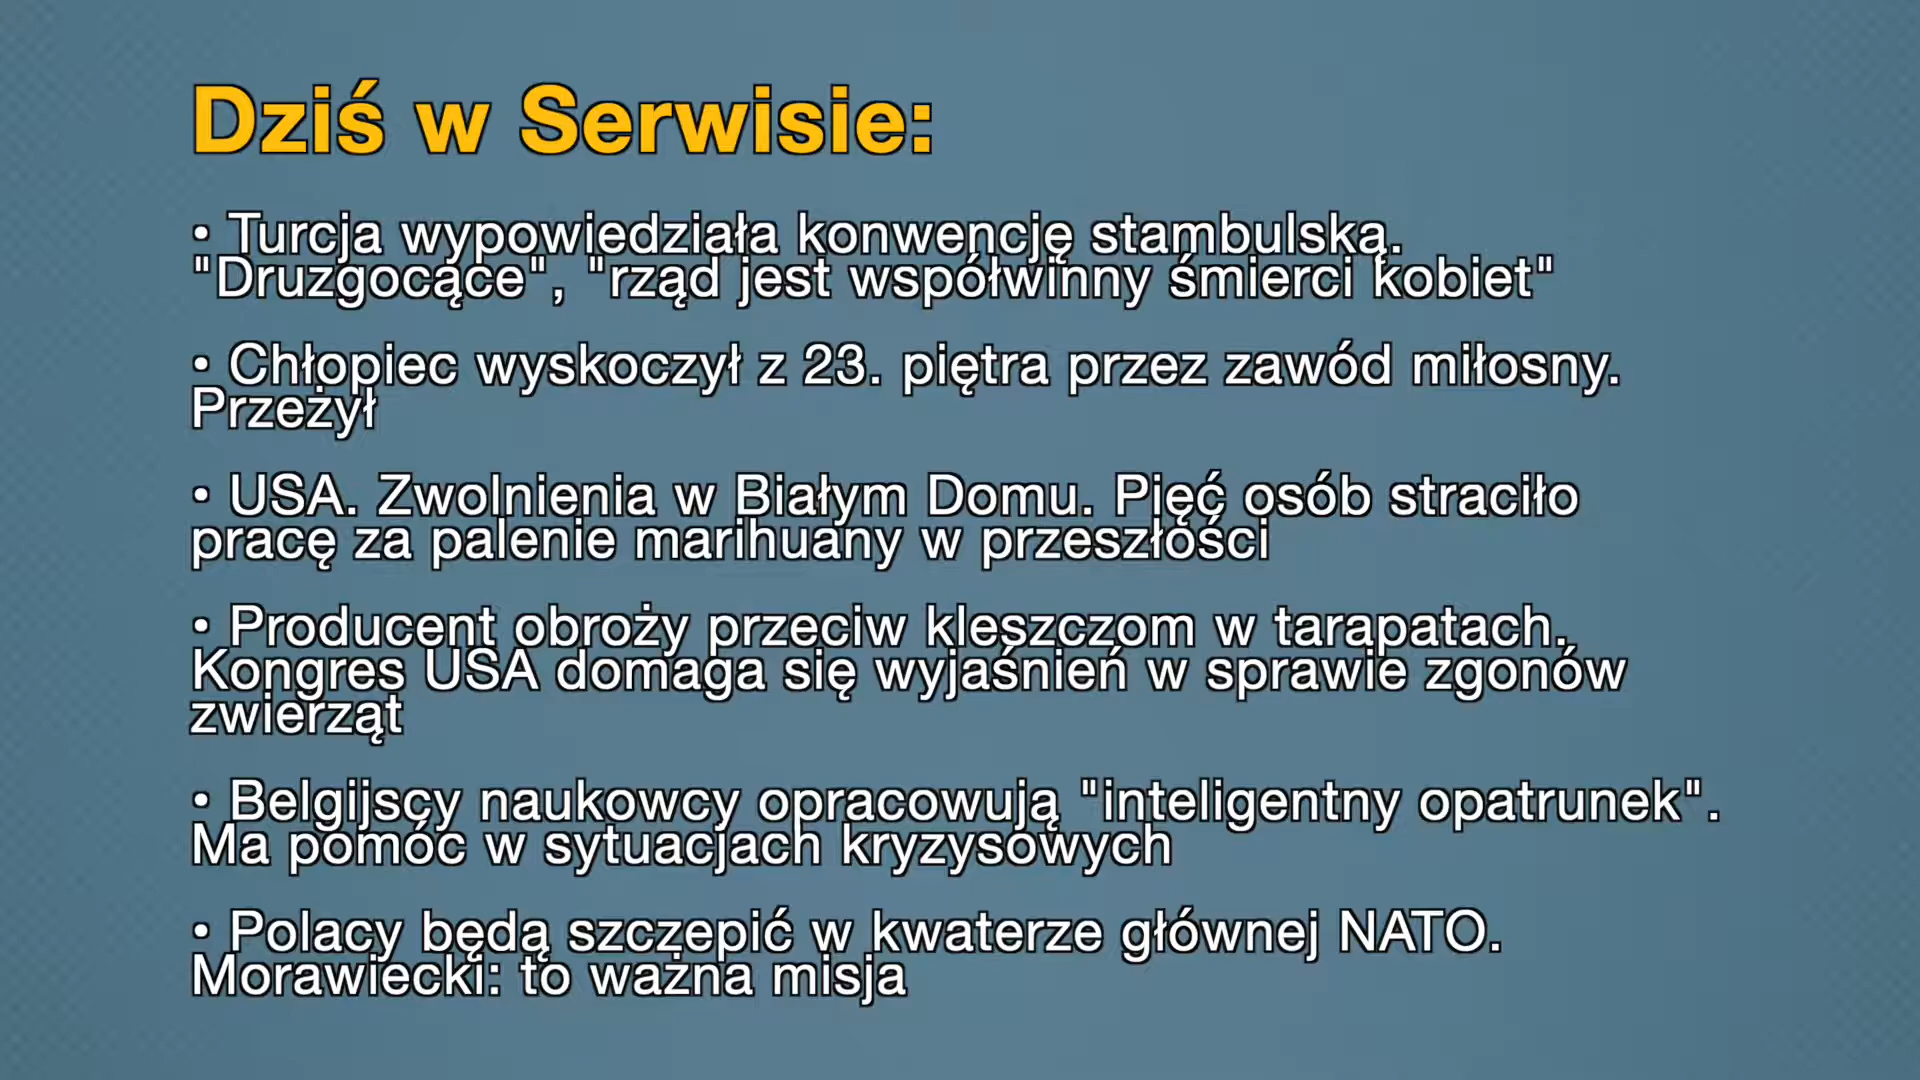 Dziś w Serwisie:
• Turcja wypowiedziała konwencję stambulską.
"Druzgocące", "rząd jest współwinny śmierci kobiet"
• Chłopiec wyskoczył z 23. piętra przez zawód miłosny.
Przeżył
• USA. Zwolnienia w Białym Domu. Pięć osób straciło
pracę za palenie marihuany w przeszłości
• Producent obroży przeciw kleszczom w tarapatach.
Kongres USA domaga się wyjaśnień w sprawie zgonów
zwierząt
• Belgijscy naukowcy opracowują "inteligentny opatrunek".
Ma pomóc w sytuacjach kryzysowych
• Polacy będą szczepić w kwaterze głównej NATO.
Morawiecki: to ważna misja